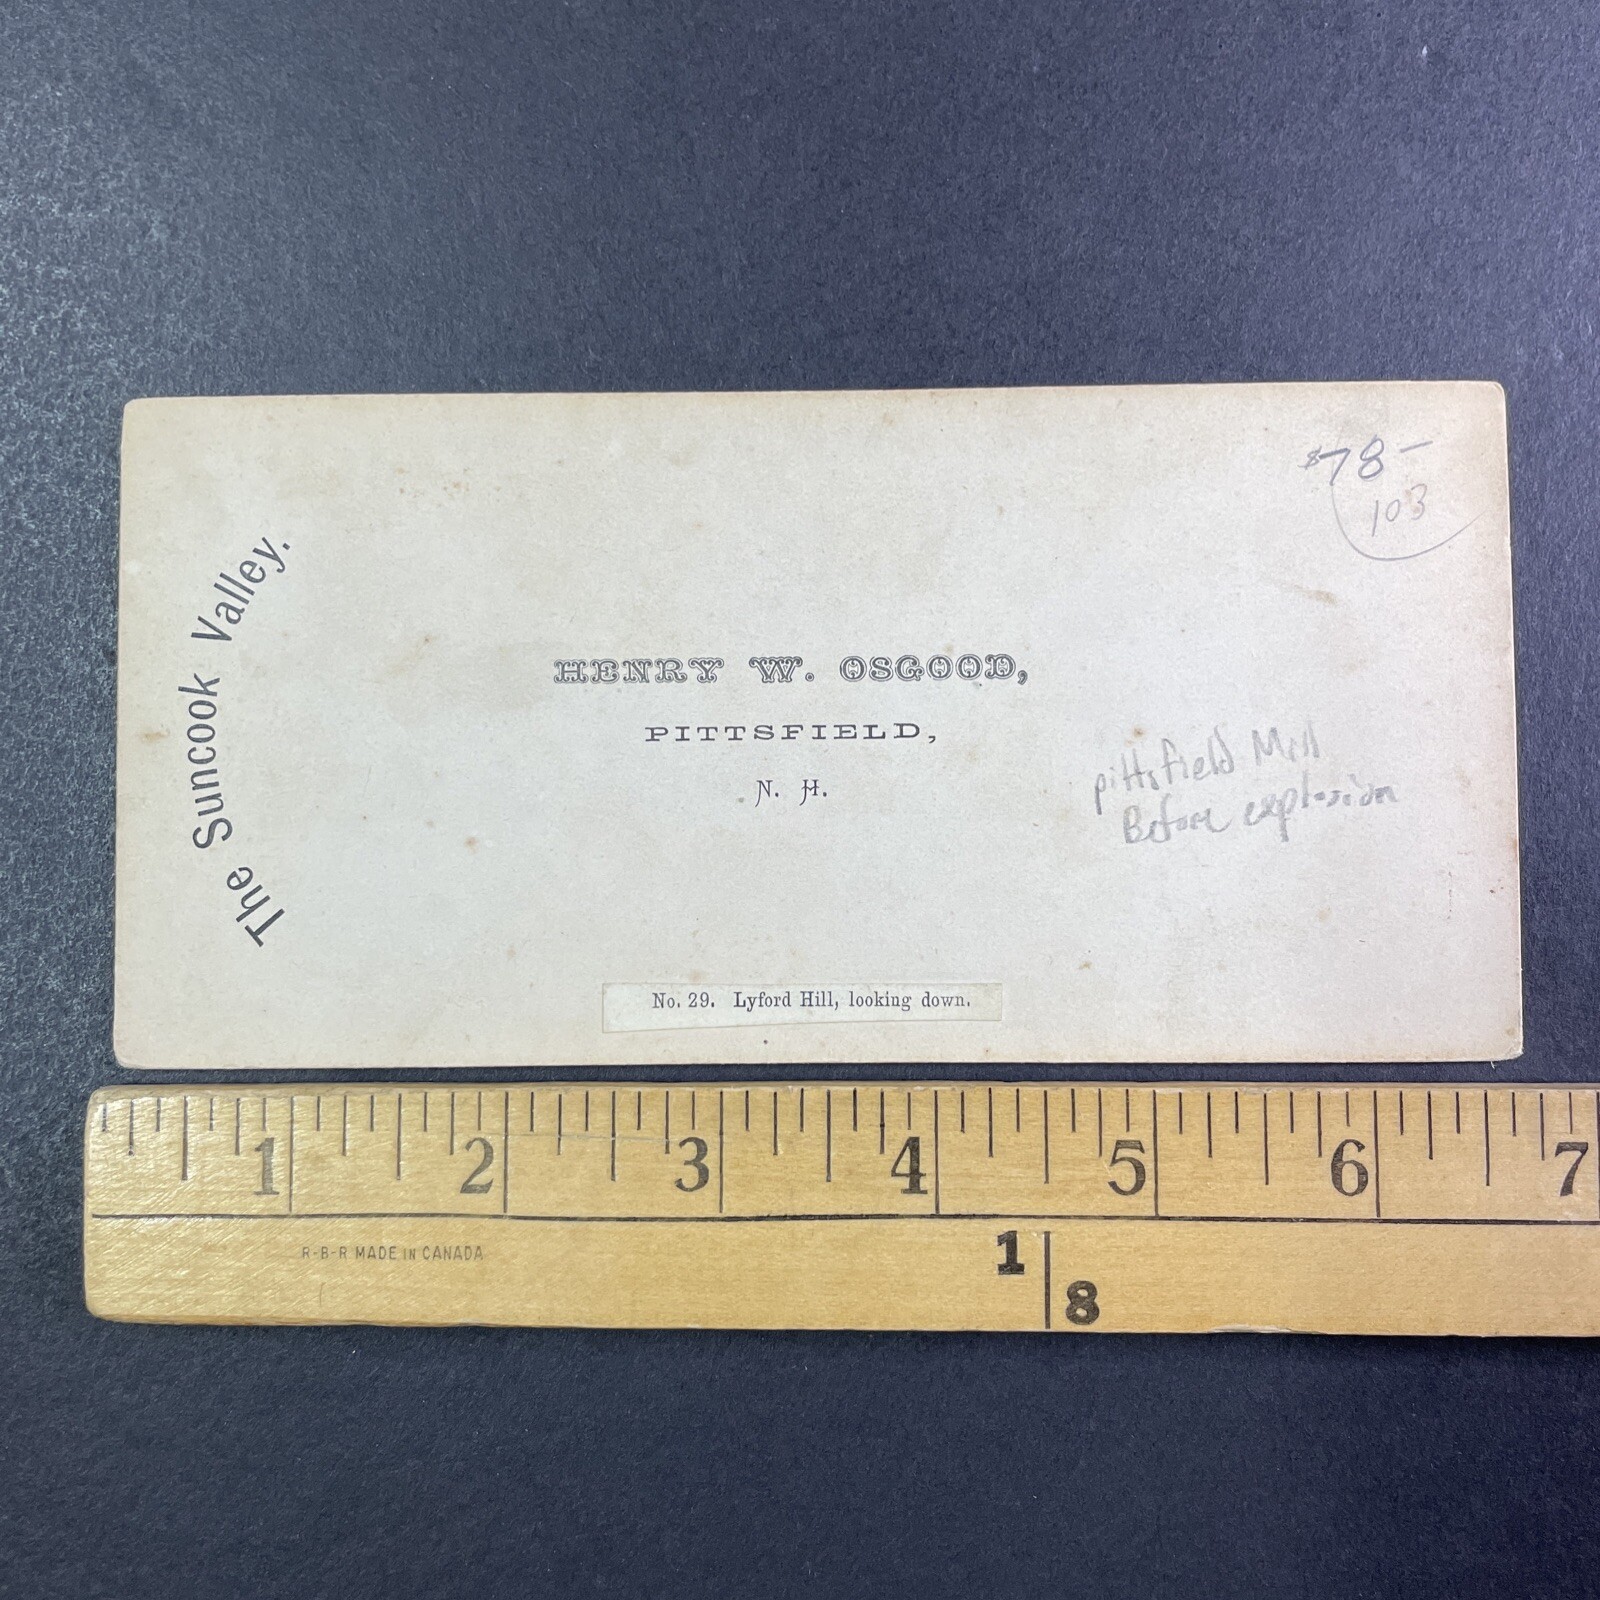 $78-
103
The Suncook Valley.
HENRY W. OSGOOD,
PITTSFIELD,
N. H.
pittsfield Mill
Before explosion
No. 29. Lyford Hill, looking down.
1 2 3 4 5 6 7
R-B-R MADE IN CANADA
1
8